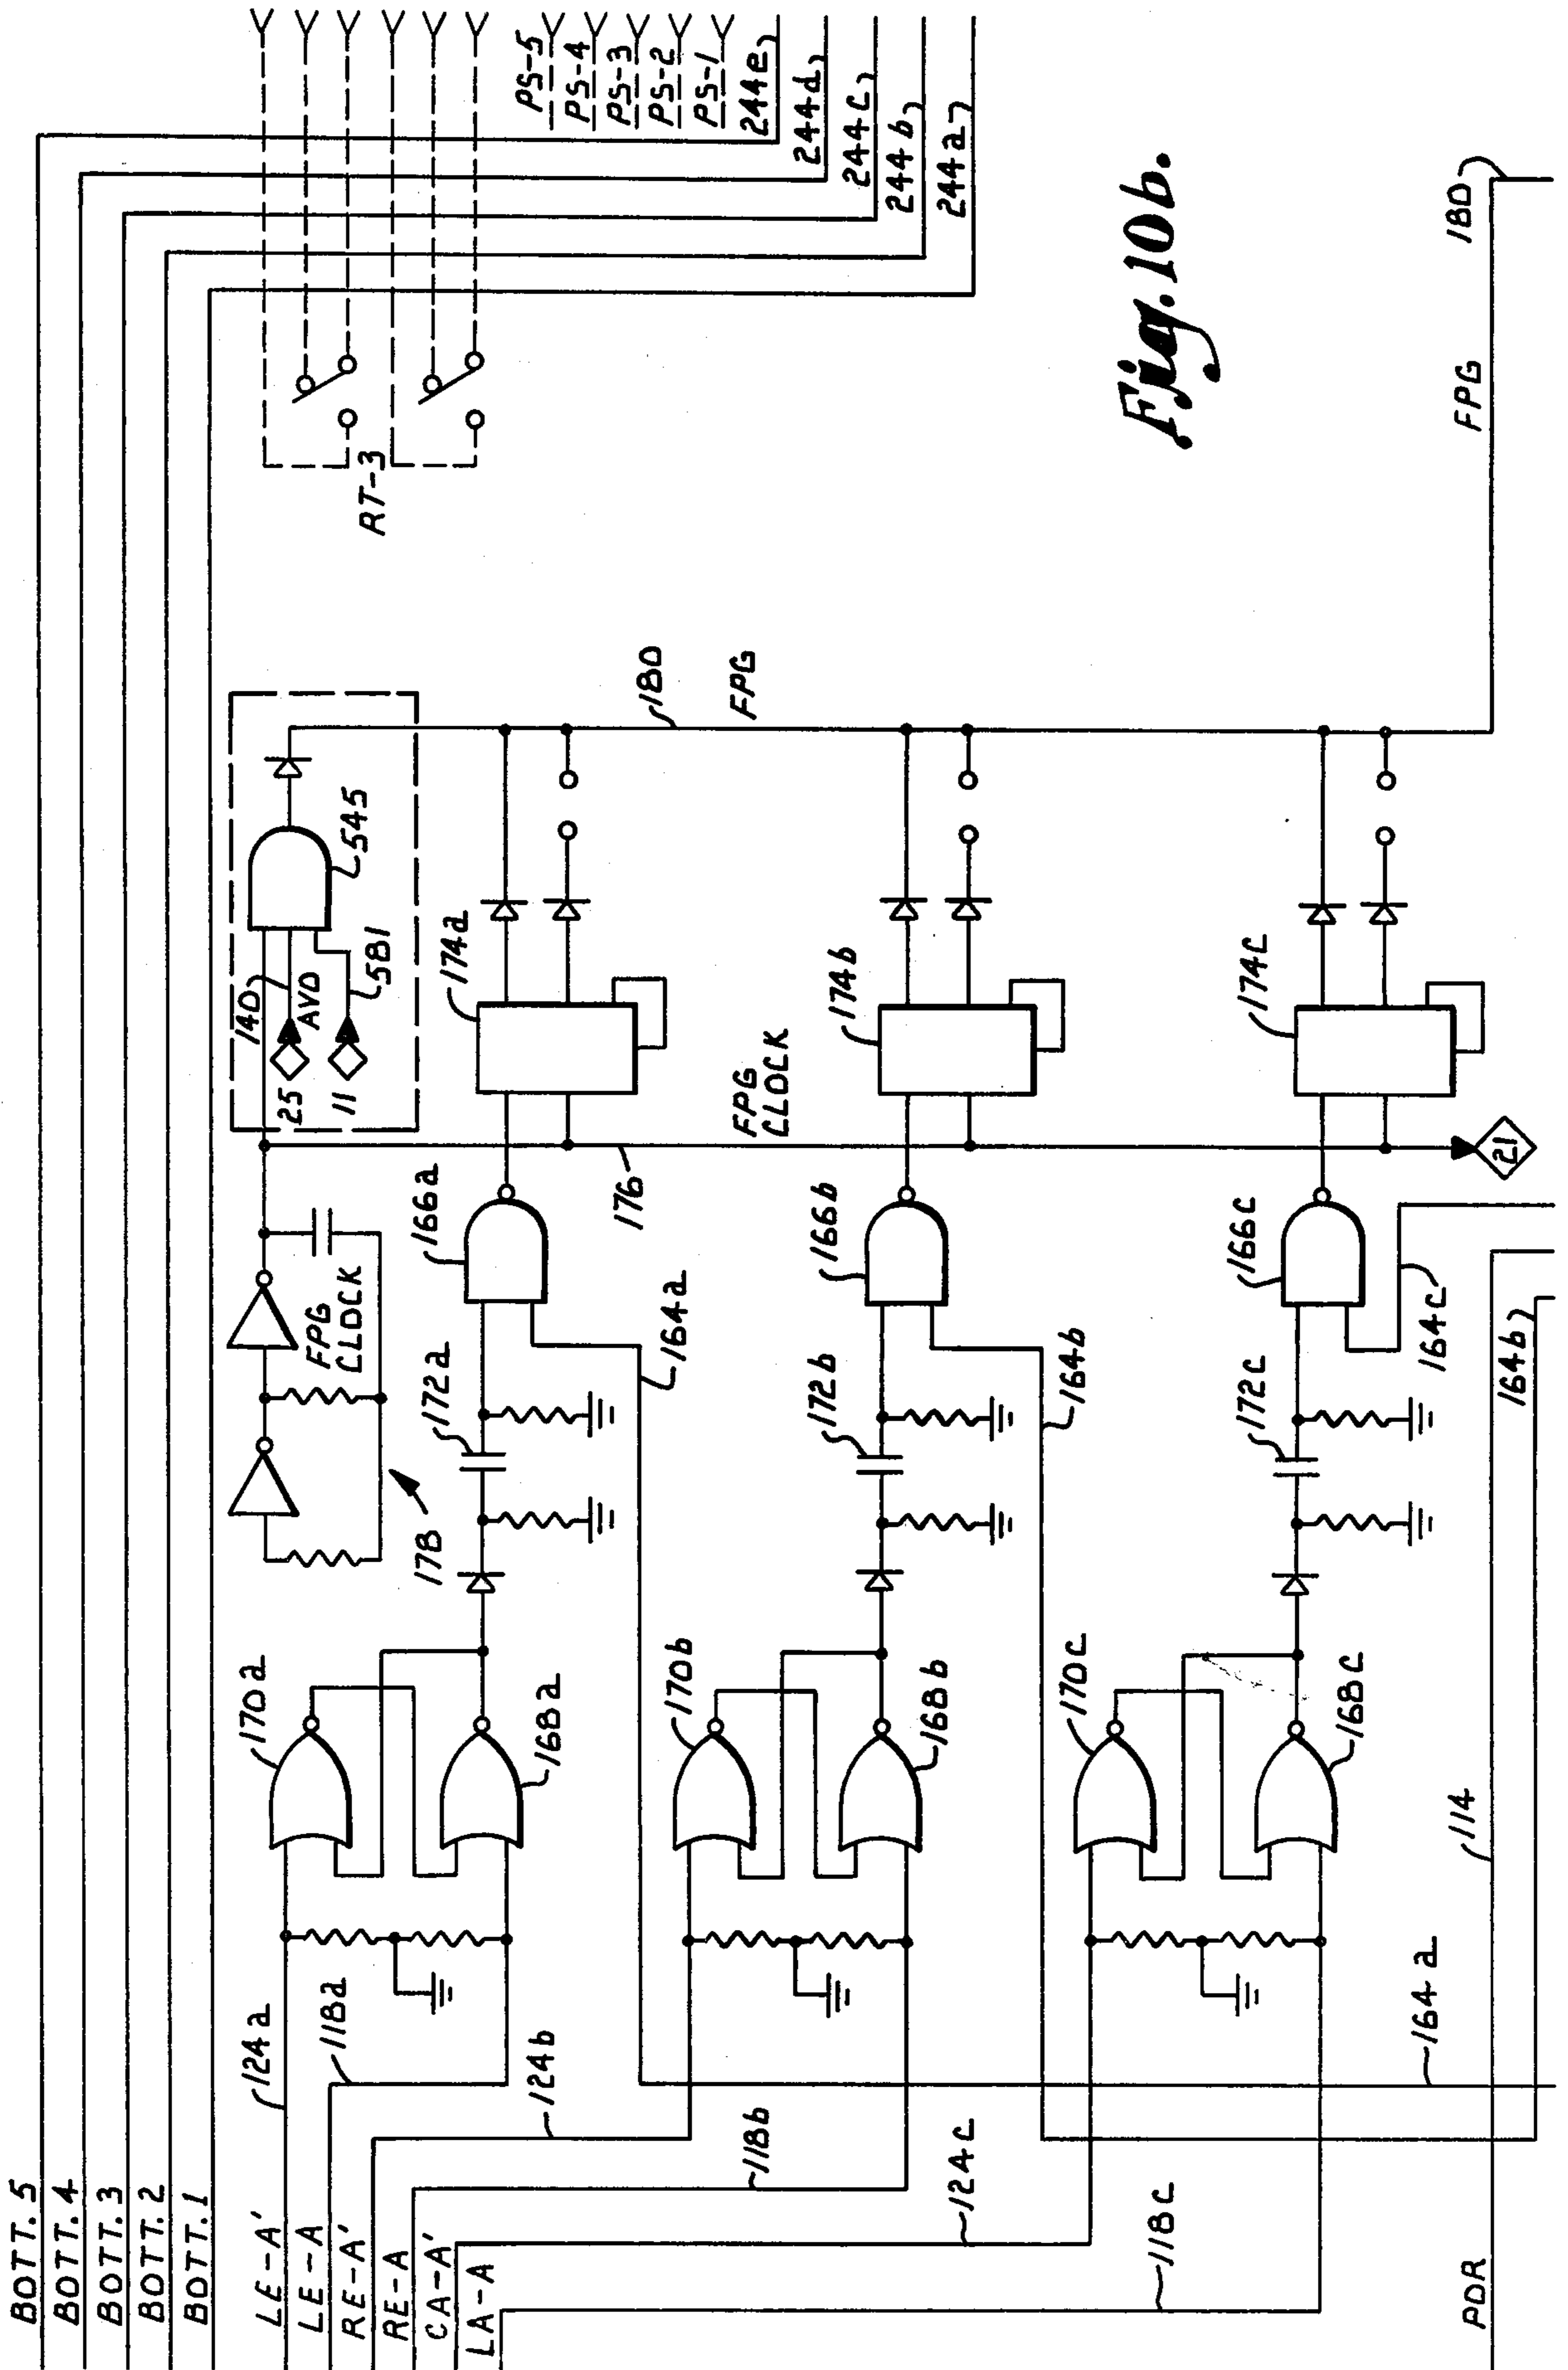 BOTT. 5
BOTT. 4
BOTT. 3
BOTT. 2
BOTT. 1
LE-A'
LE-A
RE-A'
RE-A
CA-A'
LA-A
PDR
124a
118a
124b
118b
124c
118c
170a
168a
170b
168b
170c
168c
178
FPG
CLOCK
172a
172b
172c
166a
166b
166c
164a
164b
164c
164b
164a
114
176
FPG
CLOCK
21
140
25
AVD
11
581
545
174a
174b
174c
180
FPG
RT-3
PS-5
PS-4
PS-3
PS-2
PS-1
244e
244d
244c
244b
244a
Fig. 10b.
FPG
180